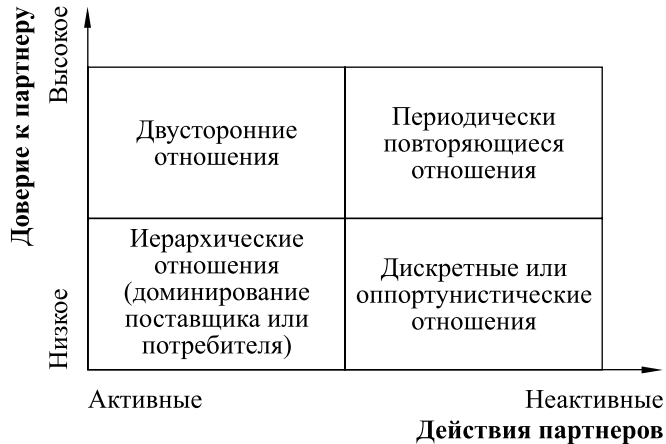 Доверие к партнеру
Высокое
Низкое
Двусторонние
отношения
Периодически
повторяющиеся
отношения
Иерархические
отношения
(доминирование
поставщика или
потребителя)
Дискретные или
оппортунистические
отношения
Активные
Неактивные
Действия партнеров